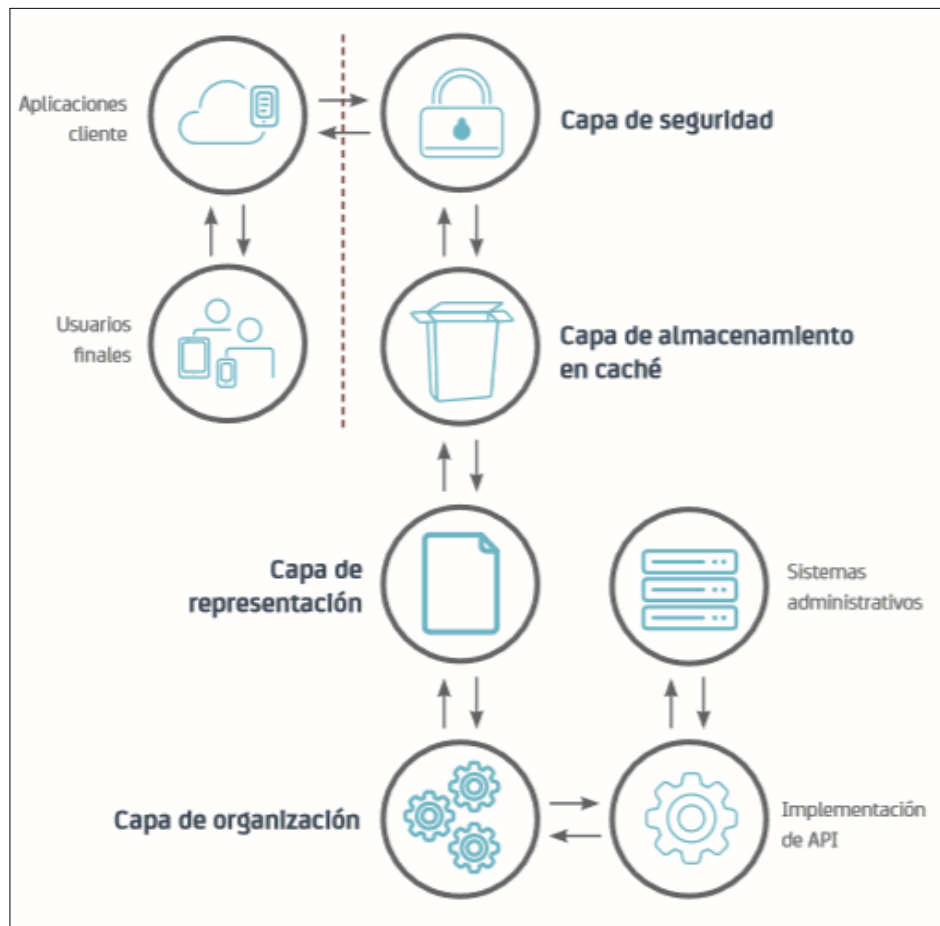 Aplicaciones
cliente
Capa de seguridad
Usuarios
finales
Capa de almacenamiento
en caché
Capa de
representación
Sistemas
administrativos
Capa de organización
Implementación
de API